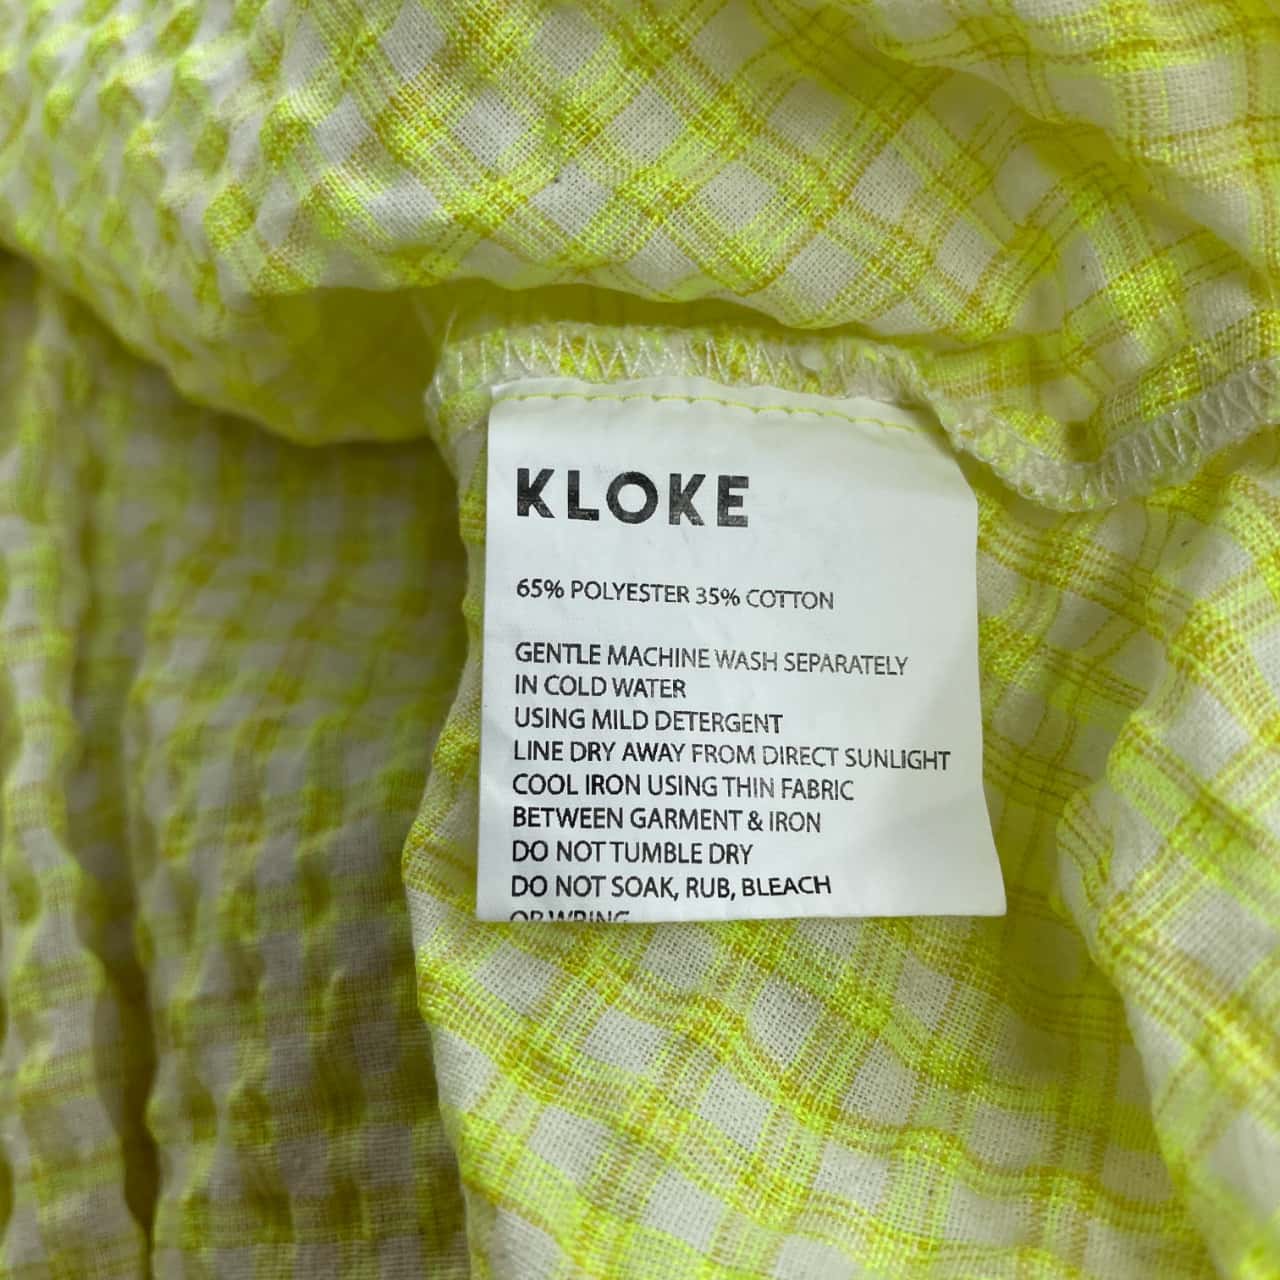 KLOKE
65% POLYESTER 35% COTTON
GENTLE MACHINE WASH SEPARATELY
IN COLD WATER
USING MILD DETERGENT
LINE DRY AWAY FROM DIRECT SUNLIGHT
COOL IRON USING THIN FABRIC
BETWEEN GARMENT & IRON
DO NOT TUMBLE DRY
DO NOT SOAK, RUB, BLEACH
OR WRING